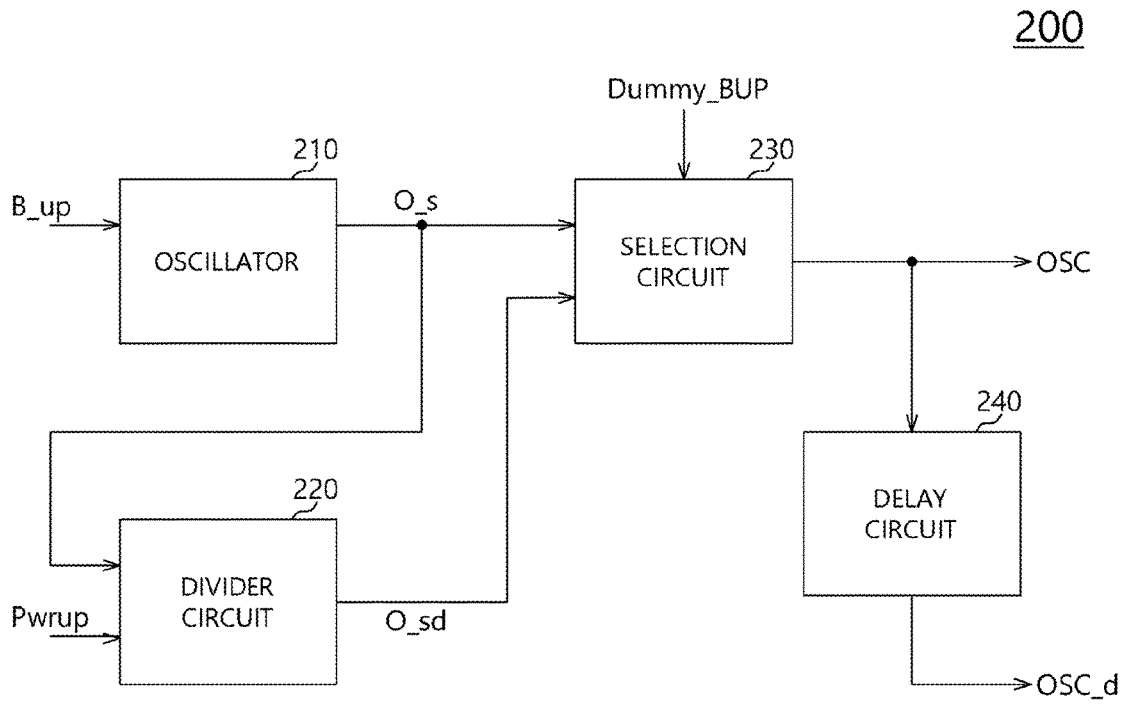 200
Dummy_BUP
210
230
B_up
O_s
OSCILLATOR
SELECTION
CIRCUIT
OSC
240
DELAY
CIRCUIT
220
DIVIDER
CIRCUIT
Pwrup
O_sd
OSC_d